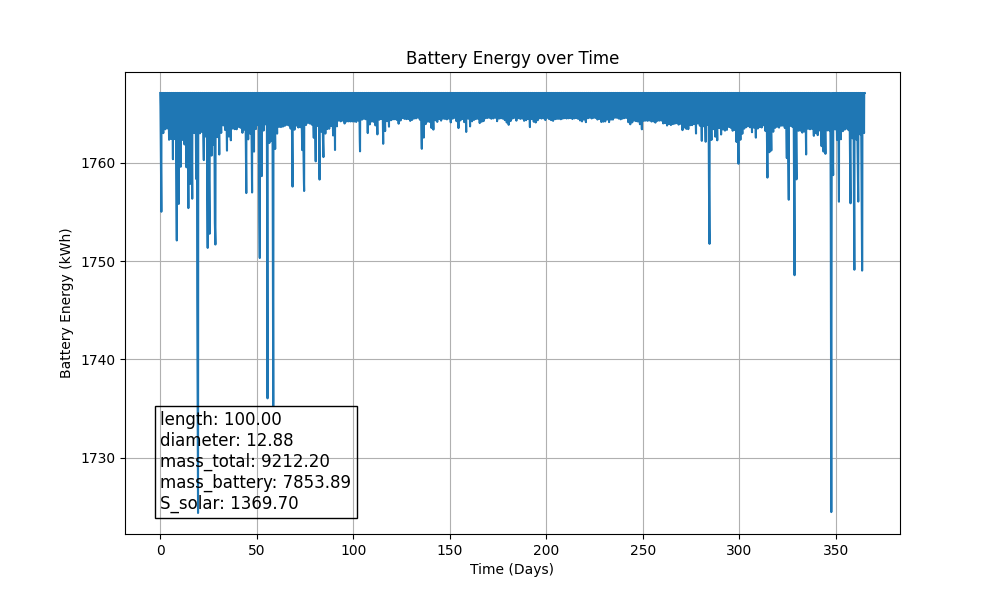 Battery Energy over Time
Battery Energy (kWh)
1760
1750
1740
1730
length: 100.00
diameter: 12.88
mass_total: 9212.20
mass_battery: 7853.89
S_solar: 1369.70
0 50 100 150 200 250 300 350
Time (Days)